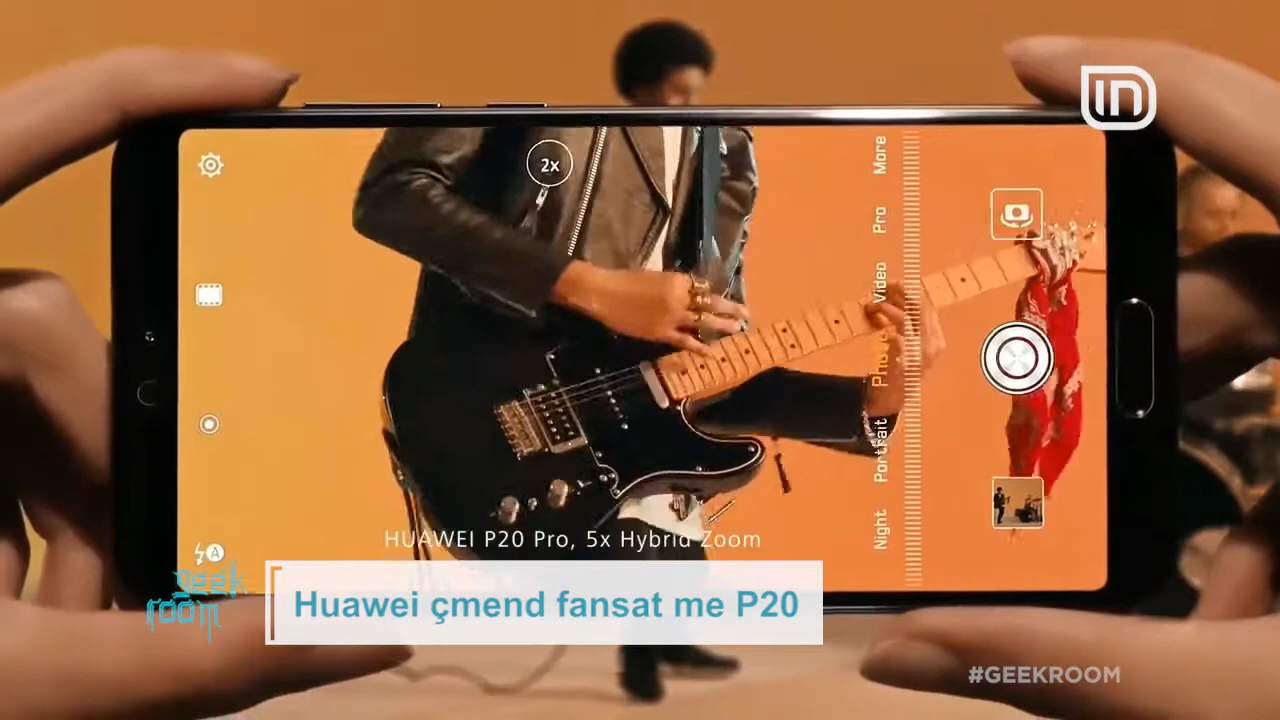 IN
2x
More
Pro
Video
Photo
Portrait
Night
A
HUAWEI P20 Pro, 5x Hybrid Zoom
geek
room
Huawei çmend fansat me P20
#GEEKROOM